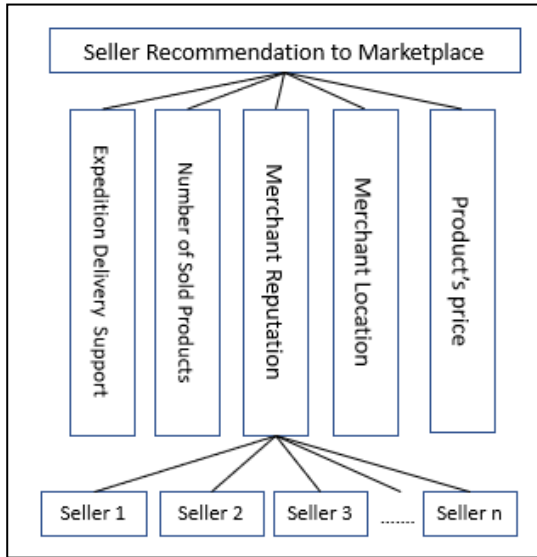 Seller Recommendation to Marketplace
Expedition Delivery Support
Number of Sold Products
Merchant Reputation
Merchant Location
Product's price
Seller 1
Seller 2
Seller 3
.......
Seller n